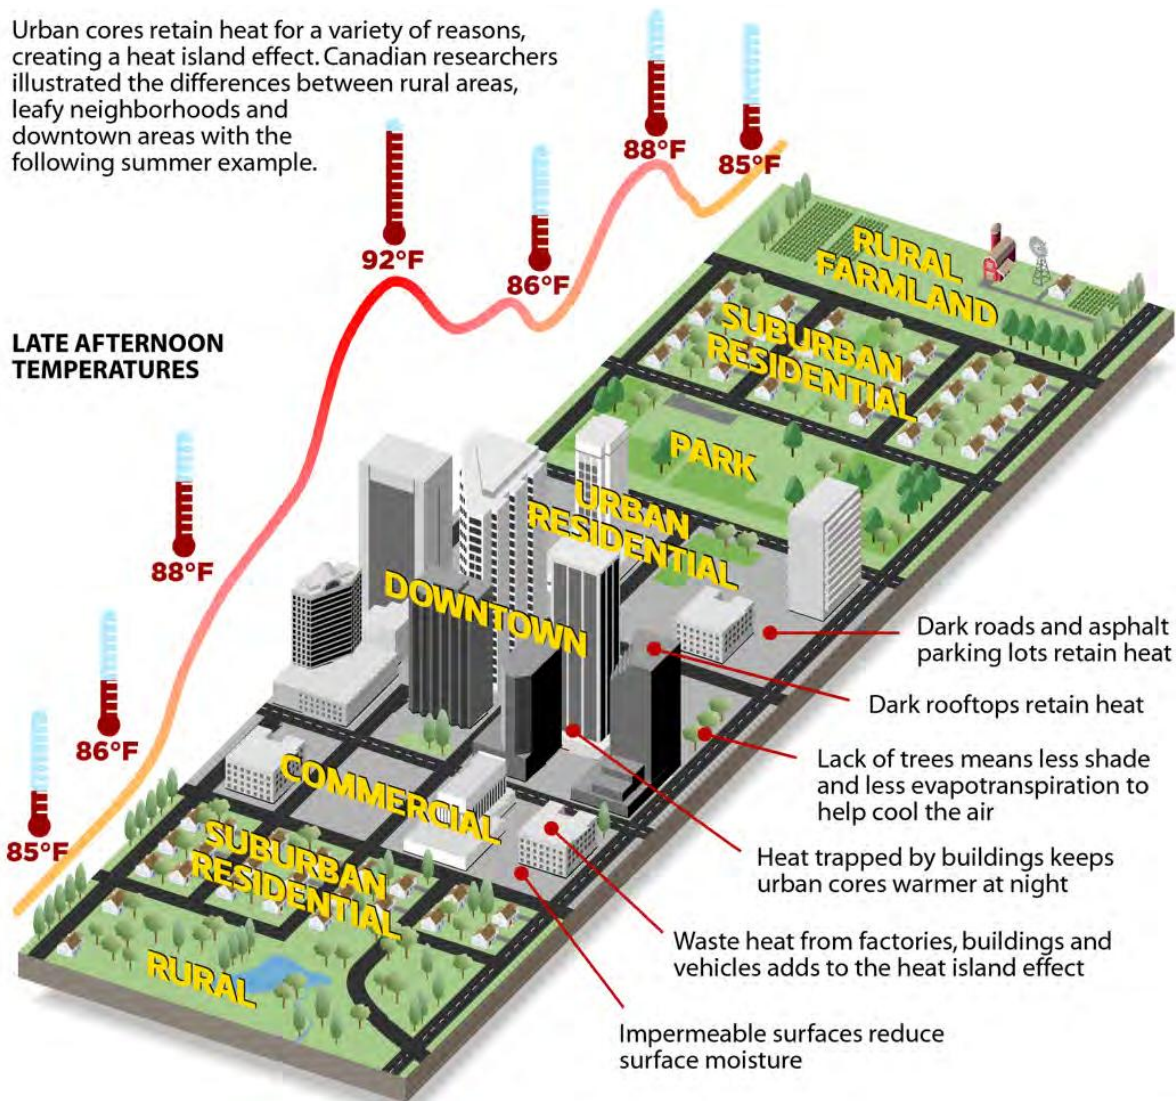 Urban cores retain heat for a variety of reasons,
creating a heat island effect. Canadian researchers
illustrated the differences between rural areas,
leafy neighborhoods and
downtown areas with the
following summer example.
88°F
85°F
92°F
86°F
LATE AFTERNOON
TEMPERATURES
88°F
86°F
85°F
RURAL
FARMLAND
SUBURBAN
RESIDENTIAL
PARK
URBAN
RESIDENTIAL
DOWNTOWN
COMMERCIAL
SUBURBAN
RESIDENTIAL
RURAL
Dark roads and asphalt
parking lots retain heat
Dark rooftops retain heat
Lack of trees means less shade
and less evapotranspiration to
help cool the air
Heat trapped by buildings keeps
urban cores warmer at night
Waste heat from factories, buildings and
vehicles adds to the heat island effect
Impermeable surfaces reduce
surface moisture